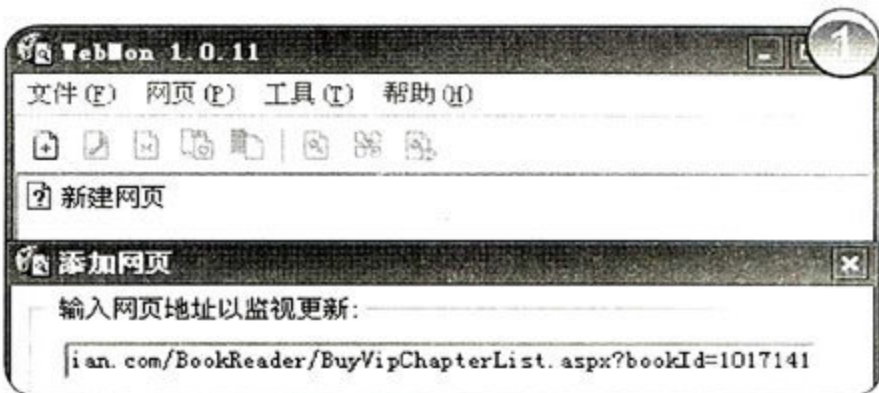 WebMon 1.0.11
1
文件(F) 网页(P) 工具(T) 帮助(H)
新建网页
添加网页
输入网页地址以监视更新:
ian.com/BookReader/BuyVipChapterList.aspx?bookId=1017141